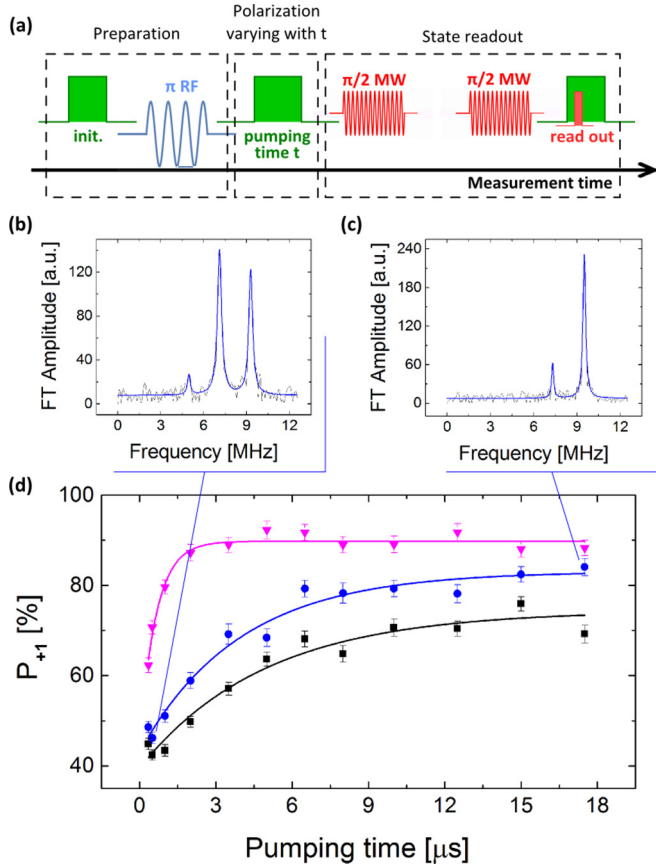 (a)
Preparation
Polarization
varying with t
State readout
π RF
π/2 MW
π/2 MW
init.
pumping
time t
read out
Measurement time
(b)
(c)
FT Amplitude [a.u.]
120
80
40
0
0 3 6 9 12
Frequency [MHz]
FT Amplitude [a.u.]
240
180
120
60
0
0 3 6 9 12
Frequency [MHz]
(d)
P+1 [%]
100
80
60
40
0 3 6 9 12 15 18
Pumping time [μs]